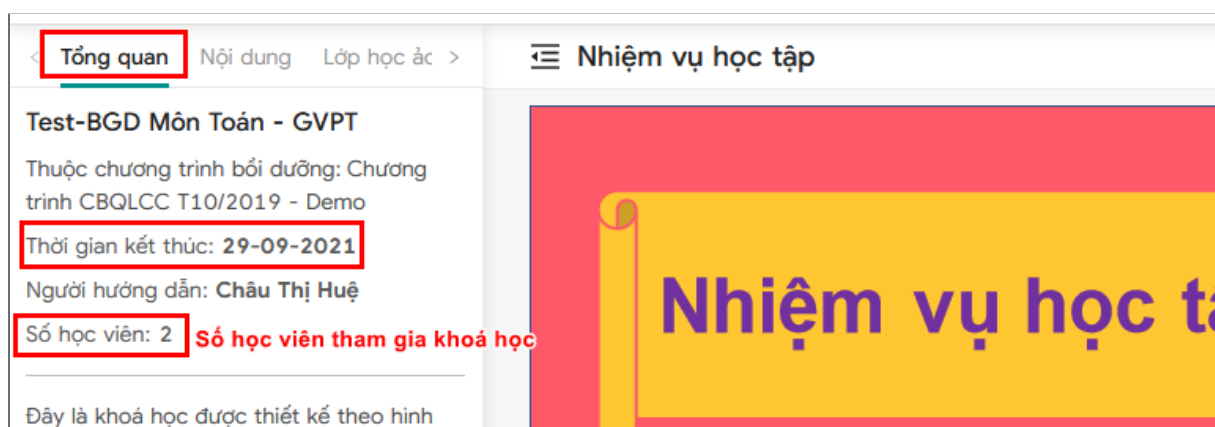 Tổng quan Nội dung Lớp học
Test-BGD Môn Toán - GVPT
Thuộc chương trình bồi dưỡng: Chương
trình CBQLCC T10/2019 - Demo
Thời gian kết thúc: 29-09-2021
Người hướng dẫn: Châu Thị Huệ
Số học viên: 2 Số học viên tham gia khoá học
Đây là khoá học được thiết kế theo hình
Nhiệm vụ học tập
Nhiệm vụ học